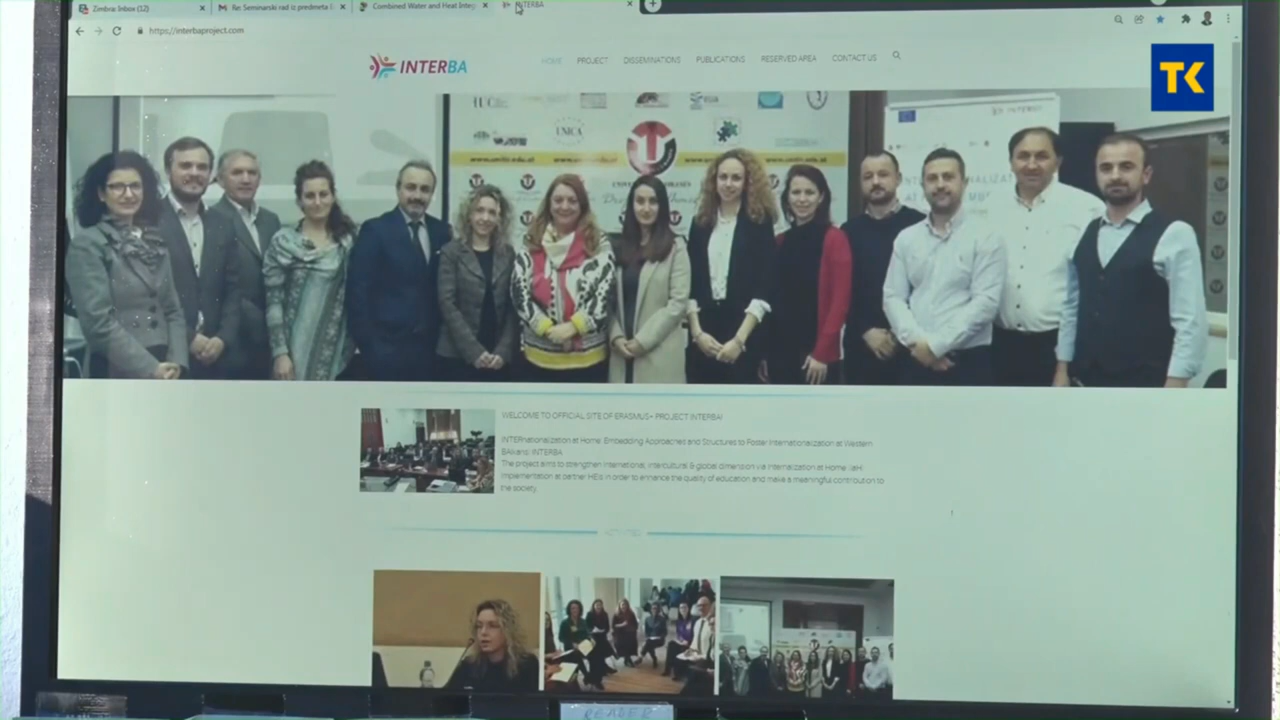 Zimbra: Inbox (12)
Re: Seminarski rad iz predmeta
Combined Water and Heat Integ
INTERBA
https://interbaproject.com
INTERBA
HOME
PROJECT
DISSEMINATIONS
PUBLICATIONS
RESERVED AREA
CONTACT US
TK
UNICA
WELCOME TO OFFICIAL SITE OF ERASMUS+ PROJECT INTERBA!
INTERnationalization at Home: Embedding Approaches and Structures to Foster Internationalization at Western
BAlkans: INTERBA
The project aims to strengthen international, intercultural & global dimension via Internalization at Home (IaH)
implementation at partner HEIs in order to enhance the quality of education and make a meaningful contribution to
the society.
READER